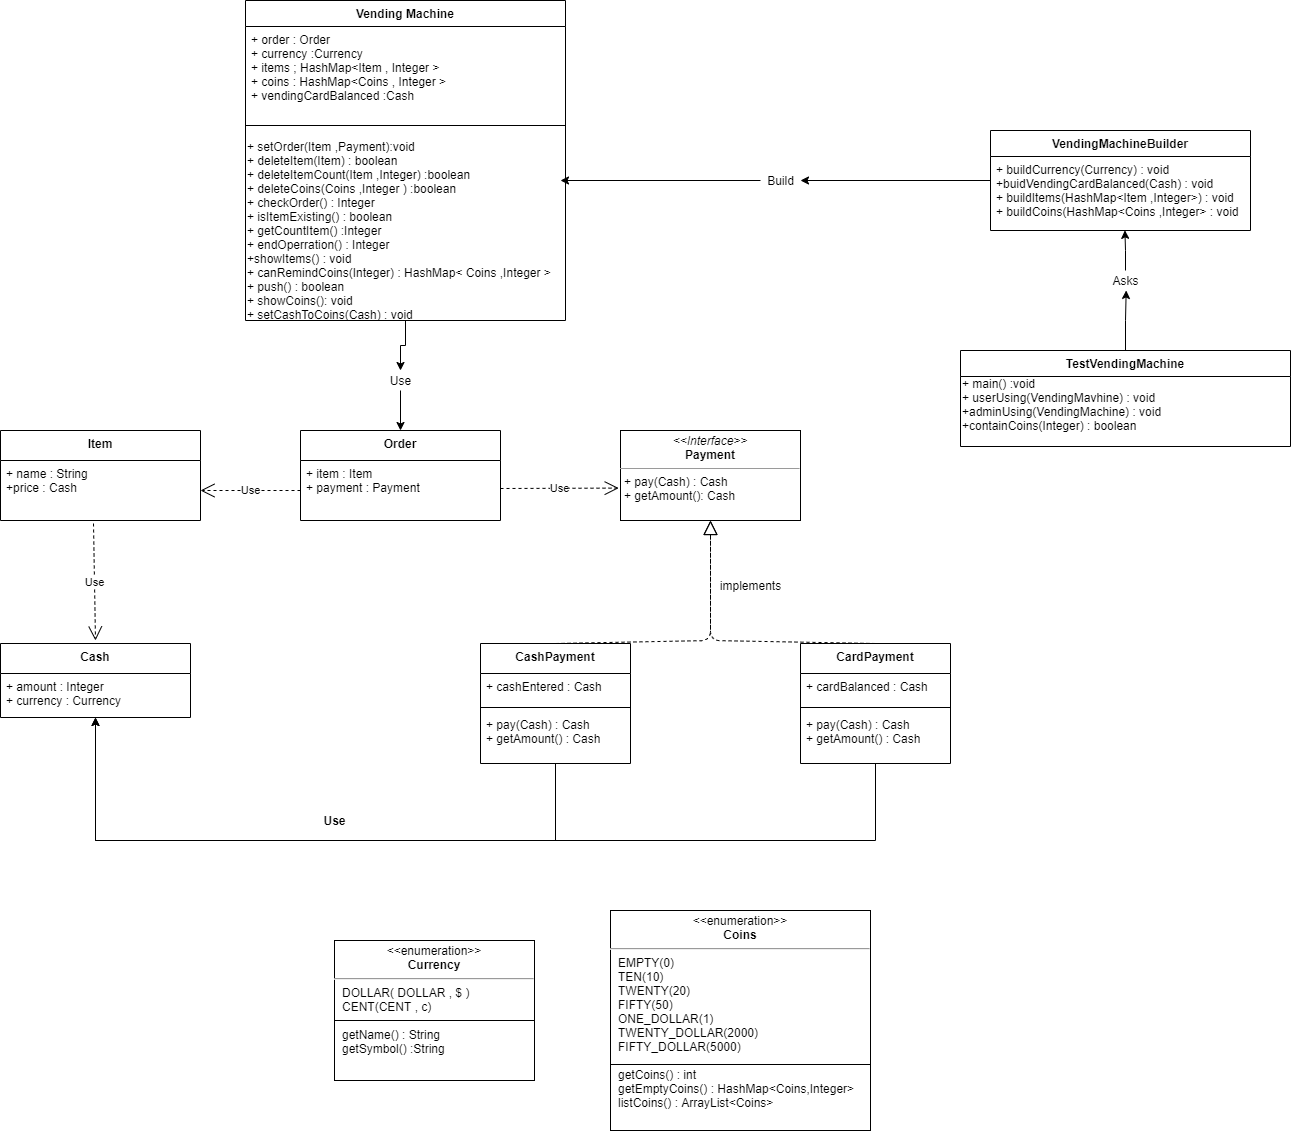 Vending Machine
+ order : Order
+ currency :Currency
+ items ; HashMap<Item , Integer >
+ coins : HashMap<Coins , Integer >
+ vendingCardBalanced :Cash
+ setOrder(Item ,Payment):void
+ deleteItem(Item) : boolean
+ deleteItemCount(Item ,Integer) :boolean
+ deleteCoins(Coins ,Integer ) :boolean
+ checkOrder() : Integer
+ isItemExisting() : boolean
+ getCountItem() :Integer
+ endOperration() : Integer
+showItems() : void
+ canRemindCoins(Integer) : HashMap< Coins ,Integer >
+ push() : boolean
+ showCoins(): void
+ setCashToCoins(Cash) : void
Build
VendingMachineBuilder
+ buildCurrency(Currency) : void
+buidVendingCardBalanced(Cash) : void
+ buildItems(HashMap<Item ,Integer>) : void
+ buildCoins(HashMap<Coins ,Integer> : void
Asks
TestVendingMachine
+ main() :void
+ userUsing(VendingMavhine) : void
+adminUsing(VendingMachine) : void
+containCoins(Integer) : boolean
Use
Item
+ name : String
+price : Cash
Use
Order
+ item : Item
+ payment : Payment
Use
<<Interface>>
Payment
+ pay(Cash) : Cash
+ getAmount(): Cash
Use
implements
Cash
+ amount : Integer
+ currency : Currency
CashPayment
+ cashEntered : Cash
+ pay(Cash) : Cash
+ getAmount() : Cash
CardPayment
+ cardBalanced : Cash
+ pay(Cash) : Cash
+ getAmount() : Cash
Use
<<enumeration>>
Currency
DOLLAR( DOLLAR , $ )
CENT(CENT , c)
getName() : String
getSymbol() :String
<<enumeration>>
Coins
EMPTY(0)
TEN(10)
TWENTY(20)
FIFTY(50)
ONE_DOLLAR(1)
TWENTY_DOLLAR(2000)
FIFTY_DOLLAR(5000)
getCoins() : int
getEmptyCoins() : HashMap<Coins,Integer>
listCoins() : ArrayList<Coins>